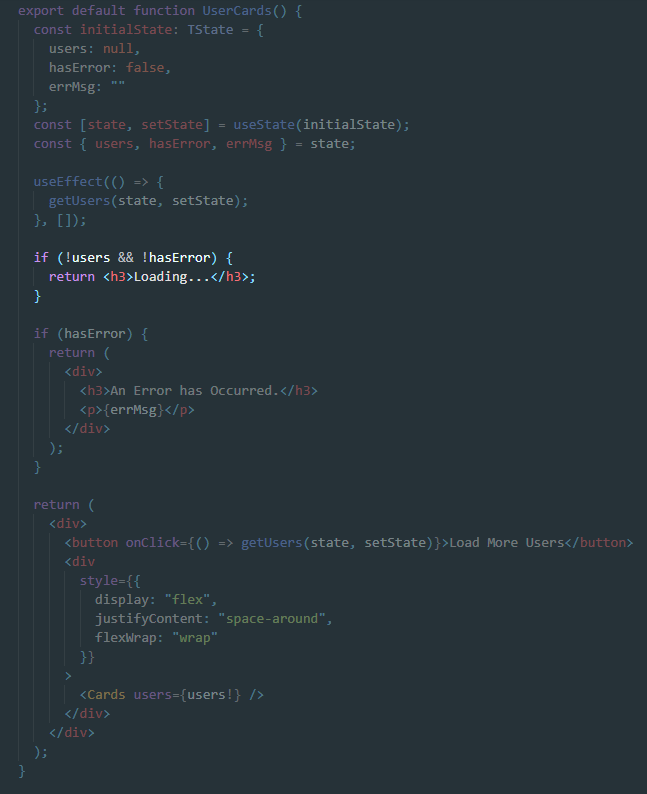 export default function UserCards() {
const initialState: TState = {
users: null,
hasError: false,
errMsg: ""
};
const [state, setState] = useState(initialState);
const { users, hasError, errMsg } = state;
useEffect(() => {
getUsers(state, setState);
}, []);
if (!users && !hasError) {
return <h3>Loading...</h3>;
}
if (hasError) {
return (
<div>
<h3>An Error has Occurred.</h3>
<p>{errMsg}</p>
</div>
);
}
return (
<div>
<button onClick={() => getUsers(state, setState)}>Load More Users</button>
<div
style={{
display: "flex",
justifyContent: "space-around",
flexWrap: "wrap"
}}
>
<Cards users={users!} />
</div>
</div>
);
}